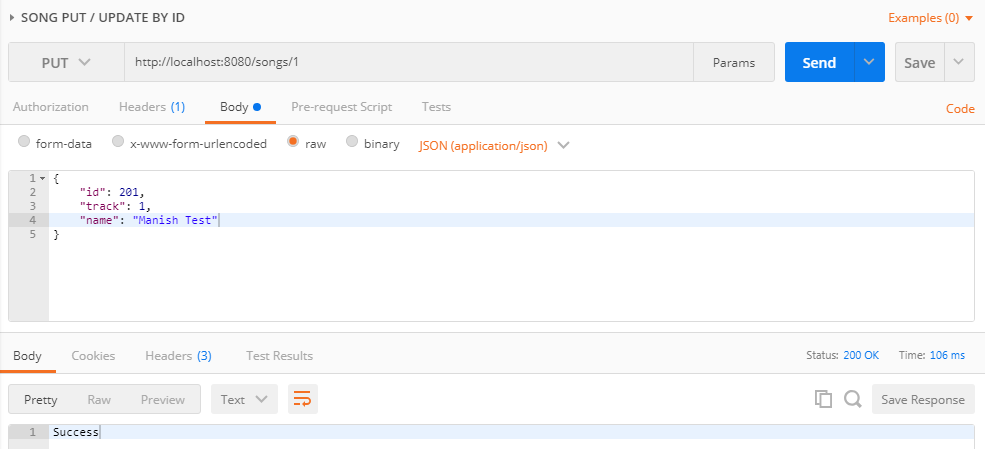 SONG PUT / UPDATE BY ID
Examples (0)
PUT
http://localhost:8080/songs/1
Params
Send
Save
Authorization
Headers (1)
Body
Pre-request Script
Tests
Code
form-data
x-www-form-urlencoded
raw
binary
JSON (application/json)
1 {
2 "id": 201,
3 "track": 1,
4 "name": "Manish Test"
5 }
Body
Cookies
Headers (3)
Test Results
Status: 200 OK
Time: 106 ms
Pretty
Raw
Preview
Text
Save Response
1 Success